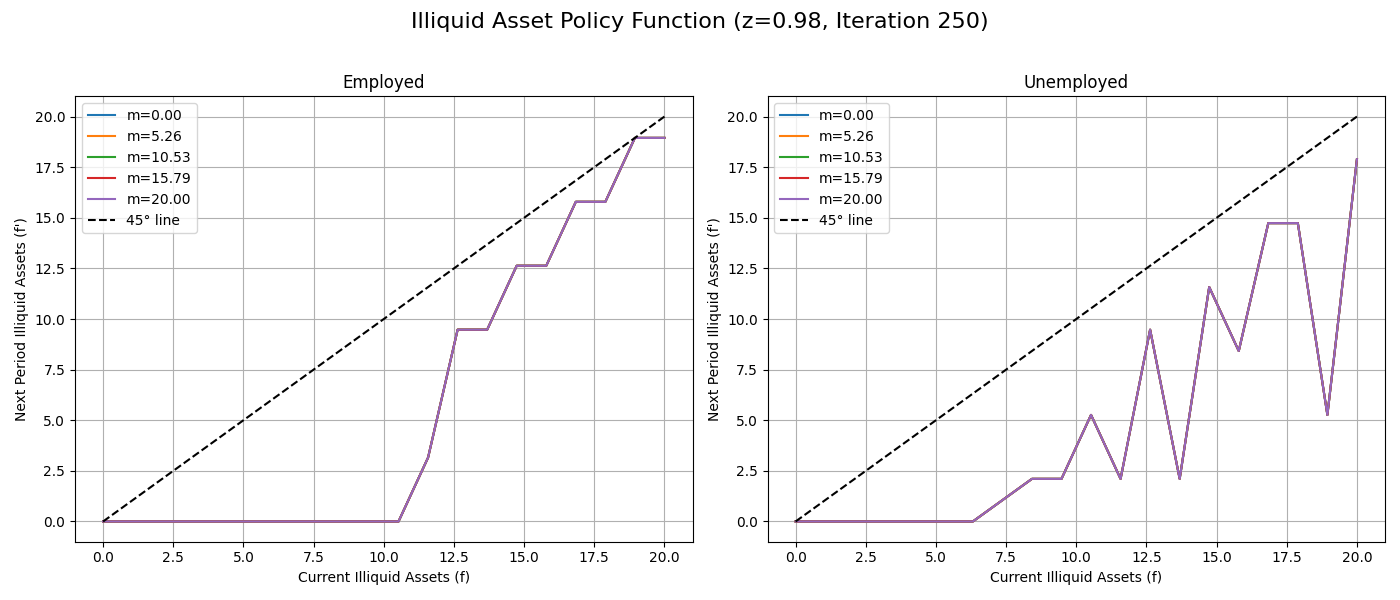 Illiquid Asset Policy Function (z=0.98, Iteration 250)
Employed
Next Period Illiquid Assets (f')
20.0
17.5
15.0
12.5
10.0
7.5
5.0
2.5
0.0
m=0.00
m=5.26
m=10.53
m=15.79
m=20.00
45° line
0.0 2.5 5.0 7.5 10.0 12.5 15.0 17.5 20.0
Current Illiquid Assets (f)
Unemployed
Next Period Illiquid Assets (f')
20.0
17.5
15.0
12.5
10.0
7.5
5.0
2.5
0.0
m=0.00
m=5.26
m=10.53
m=15.79
m=20.00
45° line
0.0 2.5 5.0 7.5 10.0 12.5 15.0 17.5 20.0
Current Illiquid Assets (f)